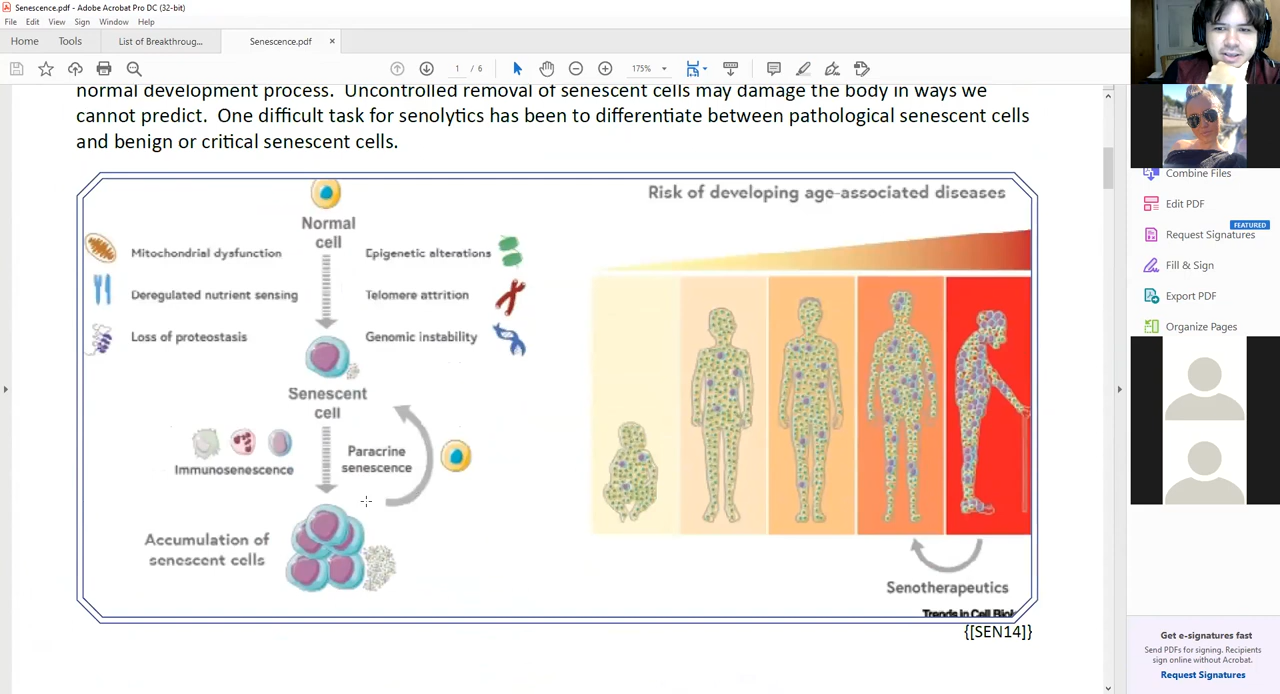 Senescence.pdf - Adobe Acrobat Pro DC (32-bit)
File Edit View Sign Window Help
Home Tools List of Breakthroug... Senescence.pdf ×
1 / 6 175%
normal development process. Uncontrolled removal of senescent cells may damage the body in ways we
cannot predict. One difficult task for senolytics has been to differentiate between pathological senescent cells
and benign or critical senescent cells.
Normal
cell
Mitochondrial dysfunction
Epigenetic alterations
Deregulated nutrient sensing
Telomere attrition
Loss of proteostasis
Genomic instability
Senescent
cell
Immunosenescence
Paracrine
senescence
Accumulation of
senescent cells
Risk of developing age-associated diseases
Senotherapeutics
Trends in Cell Biol
{[SEN14]}
Combine Files
Edit PDF
FEATURED
Request Signatures
Fill & Sign
Export PDF
Organize Pages
Get e-signatures fast
Send PDFs for signing. Recipients
sign online without Acrobat.
Request Signatures